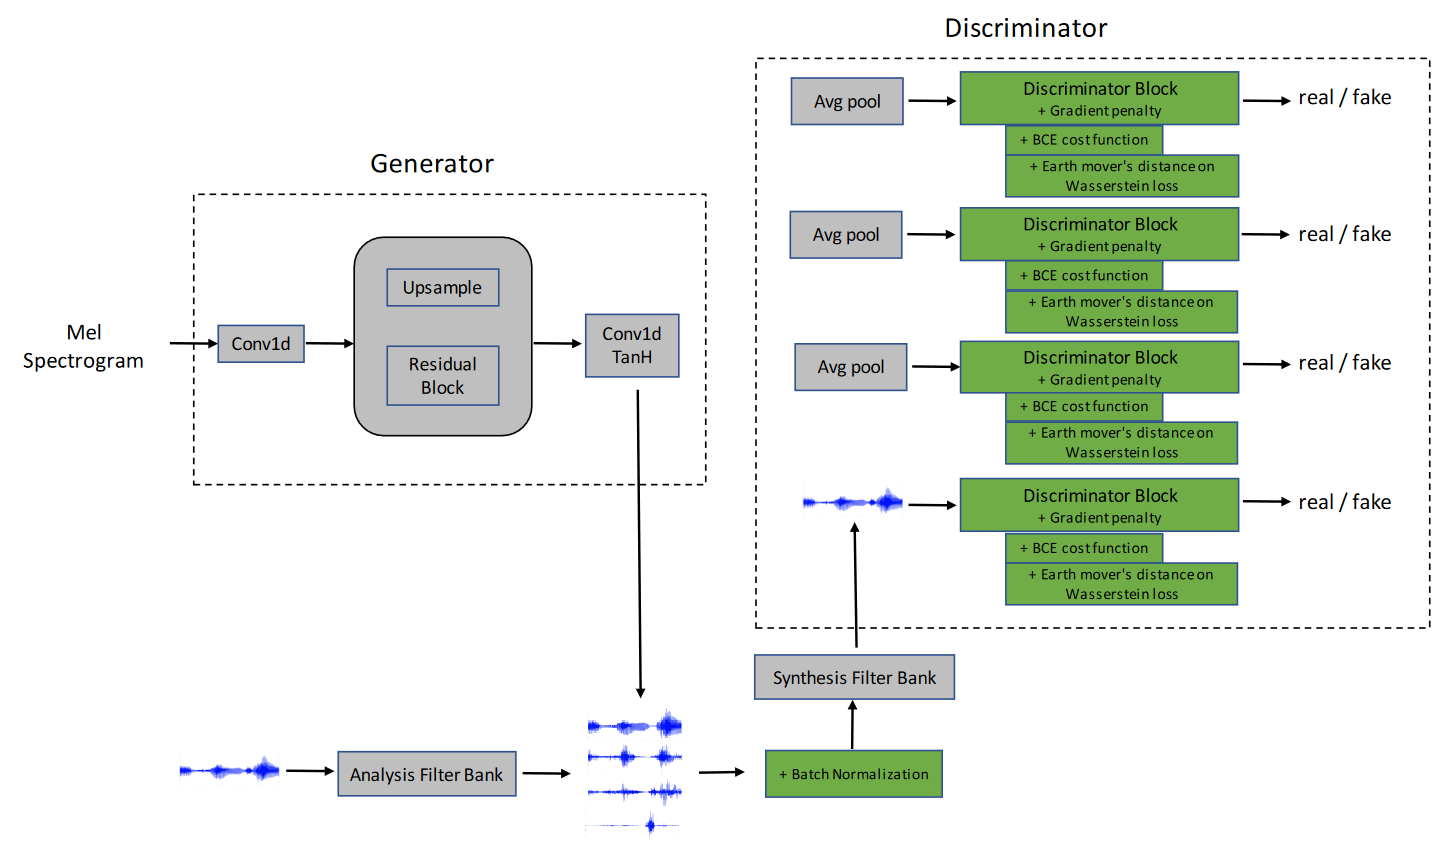 Discriminator
Avg pool
Discriminator Block
+ Gradient penalty
real / fake
+ BCE cost function
+ Earth mover's distance on
Wasserstein loss
Avg pool
Discriminator Block
+ Gradient penalty
real / fake
+ BCE cost function
+ Earth mover's distance on
Wasserstein loss
Avg pool
Discriminator Block
+ Gradient penalty
real / fake
+ BCE cost function
+ Earth mover's distance on
Wasserstein loss
Discriminator Block
+ Gradient penalty
real / fake
+ BCE cost function
+ Earth mover's distance on
Wasserstein loss
Generator
Mel
Spectrogram
Conv1d
Upsample
Residual
Block
Conv1d
TanH
Synthesis Filter Bank
Analysis Filter Bank
+ Batch Normalization